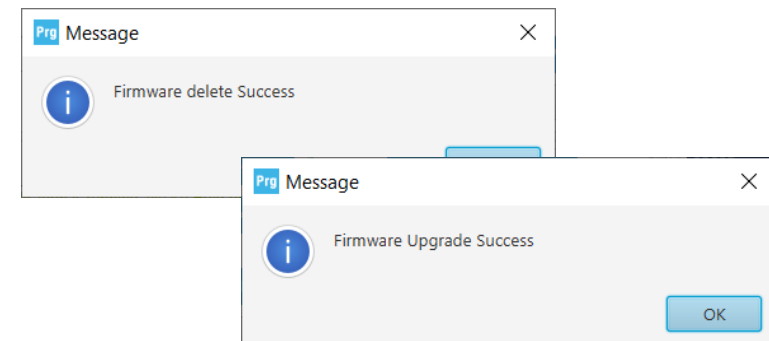 Prg Message
Firmware delete Success
Prg Message
Firmware Upgrade Success
OK